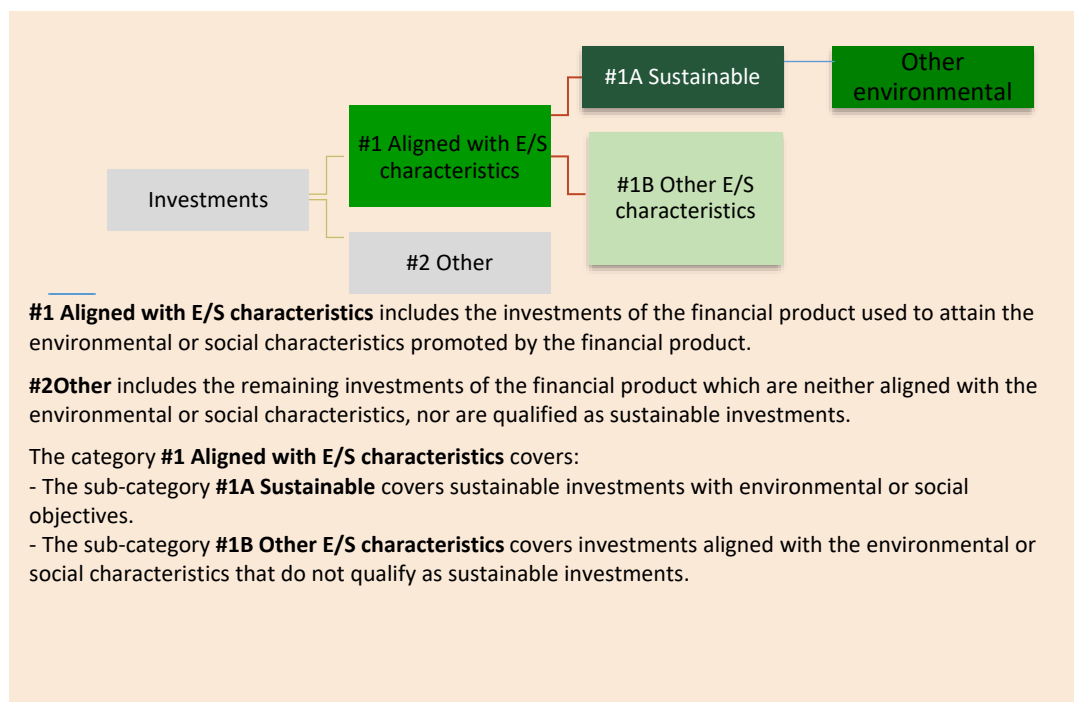 #1A Sustainable
Other
environmental
#1 Aligned with E/S
characteristics
#1B Other E/S
characteristics
Investments
#2 Other
#1 Aligned with E/S characteristics includes the investments of the financial product used to attain the
environmental or social characteristics promoted by the financial product.
#2Other includes the remaining investments of the financial product which are neither aligned with the
environmental or social characteristics, nor are qualified as sustainable investments.
The category #1 Aligned with E/S characteristics covers:
- The sub-category #1A Sustainable covers sustainable investments with environmental or social
objectives.
- The sub-category #1B Other E/S characteristics covers investments aligned with the environmental or
social characteristics that do not qualify as sustainable investments.